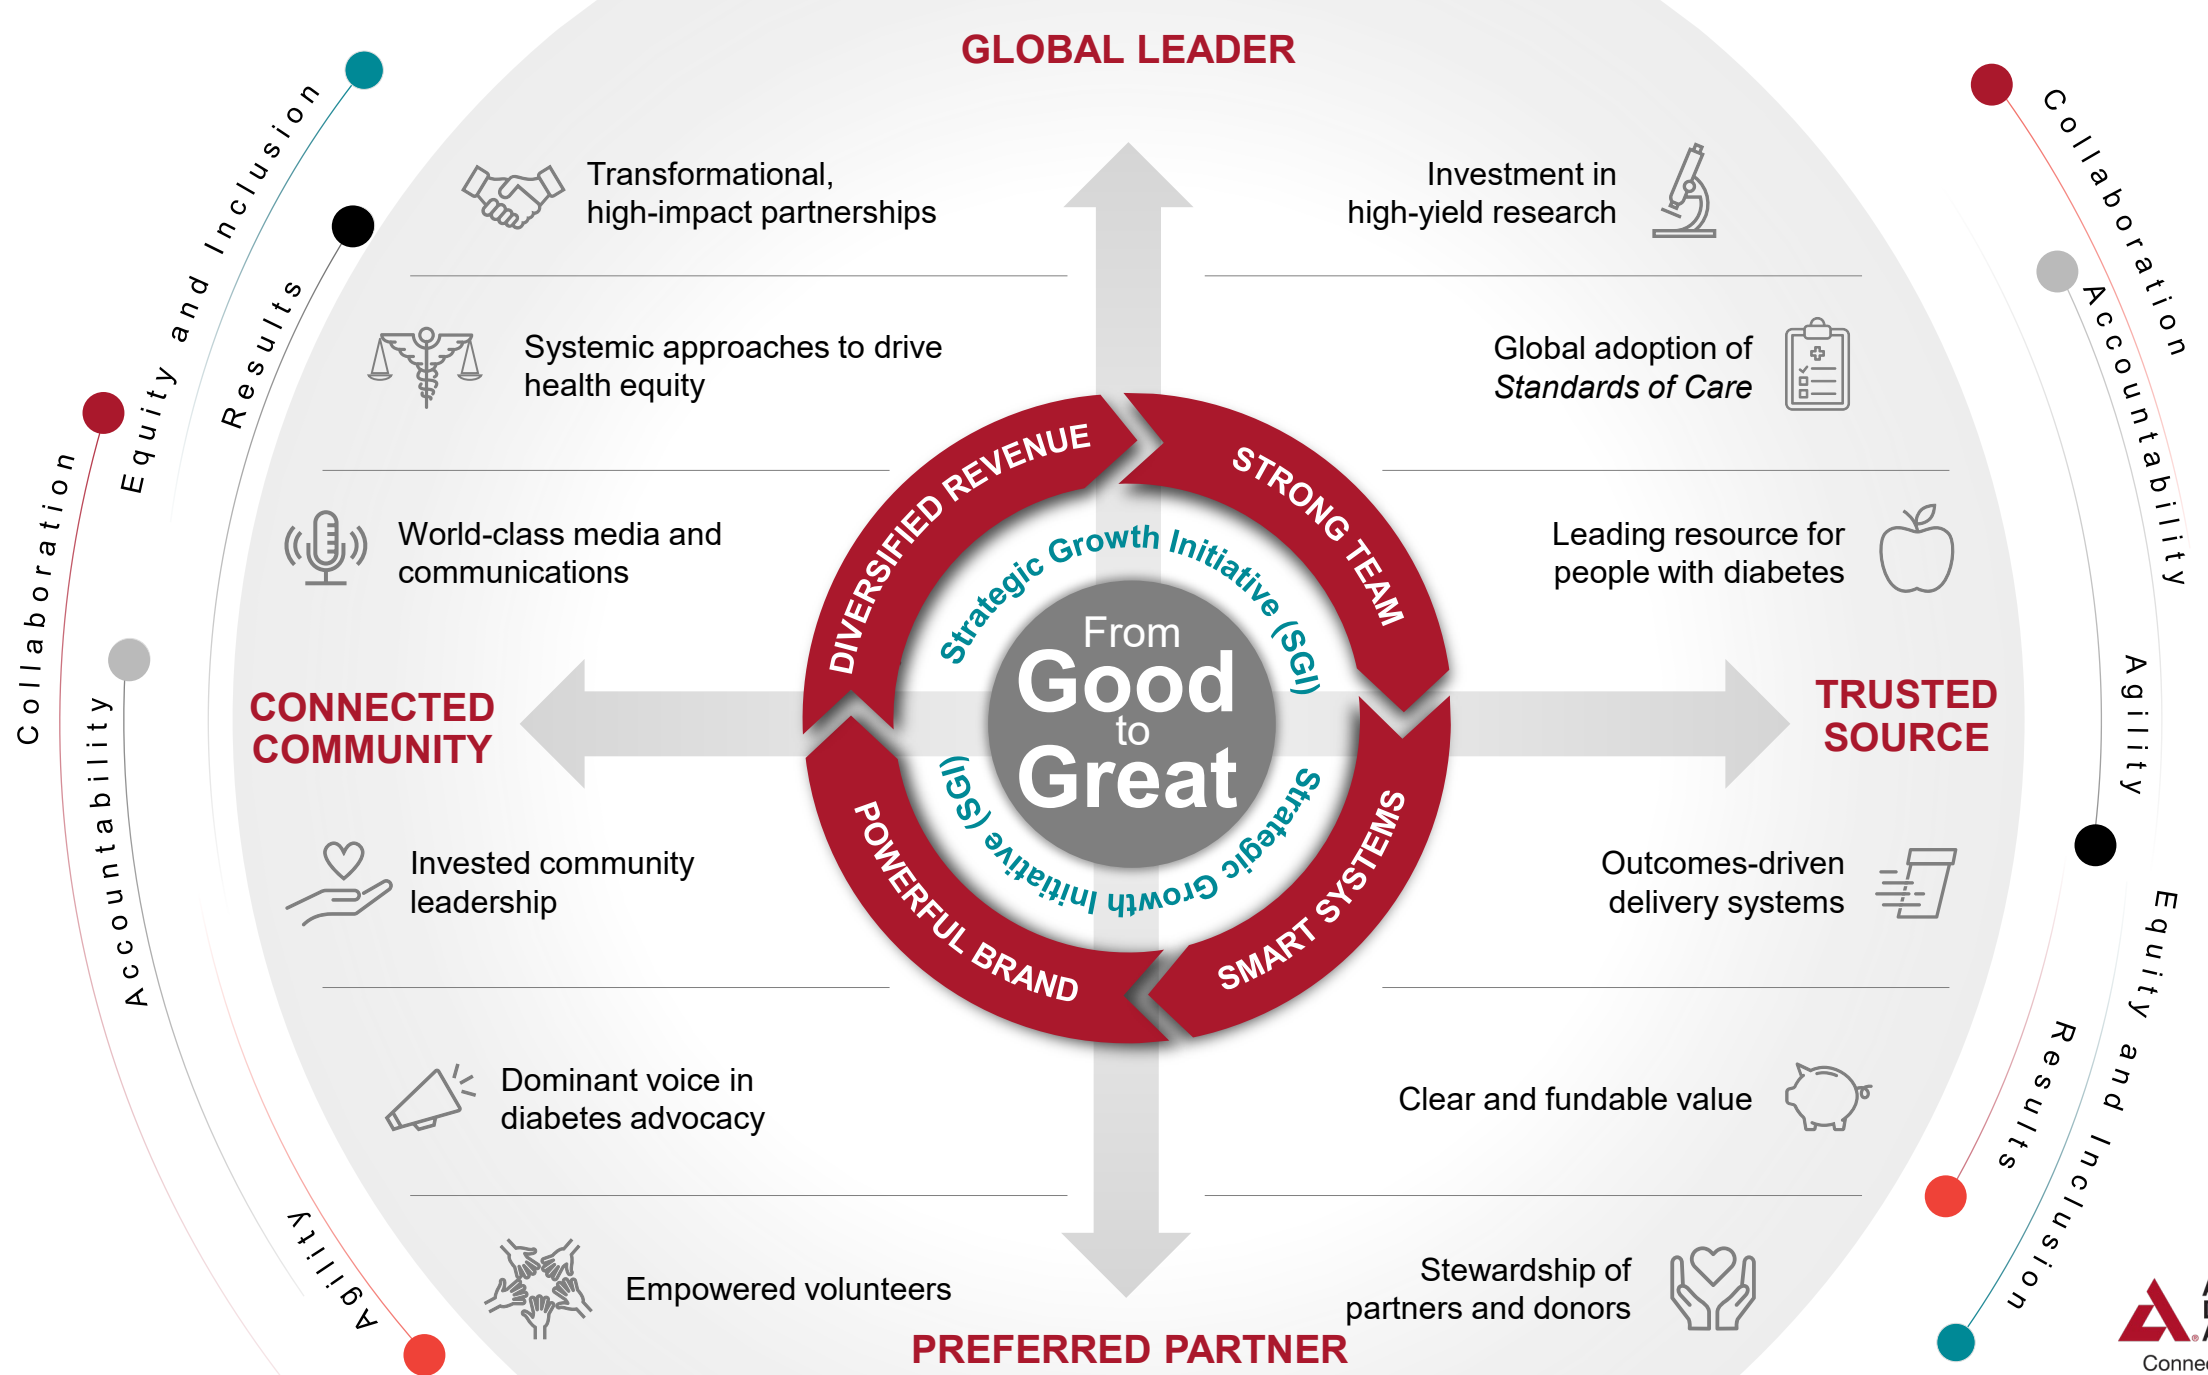 GLOBAL LEADER
Equity and Inclusion
Results
Collaboration
Accountability
Agility
Transformational,
high-impact partnerships
Systemic approaches to drive
health equity
World-class media and
communications
CONNECTED
COMMUNITY
Invested community
leadership
Dominant voice in
diabetes advocacy
Empowered volunteers
DIVERSIFIED REVENUE
STRONG TEAM
SMART SYSTEMS
POWERFUL BRAND
Strategic Growth Initiative (SGI)
Strategic Growth Initiative (SGI)
From
Good
to
Great
Investment in
high-yield research
Global adoption of
Standards of Care
Leading resource for
people with diabetes
TRUSTED
SOURCE
Outcomes-driven
delivery systems
Clear and fundable value
Stewardship of
partners and donors
PREFERRED PARTNER
Collaboration
Accountability
Agility
Equity and Inclusion
Results